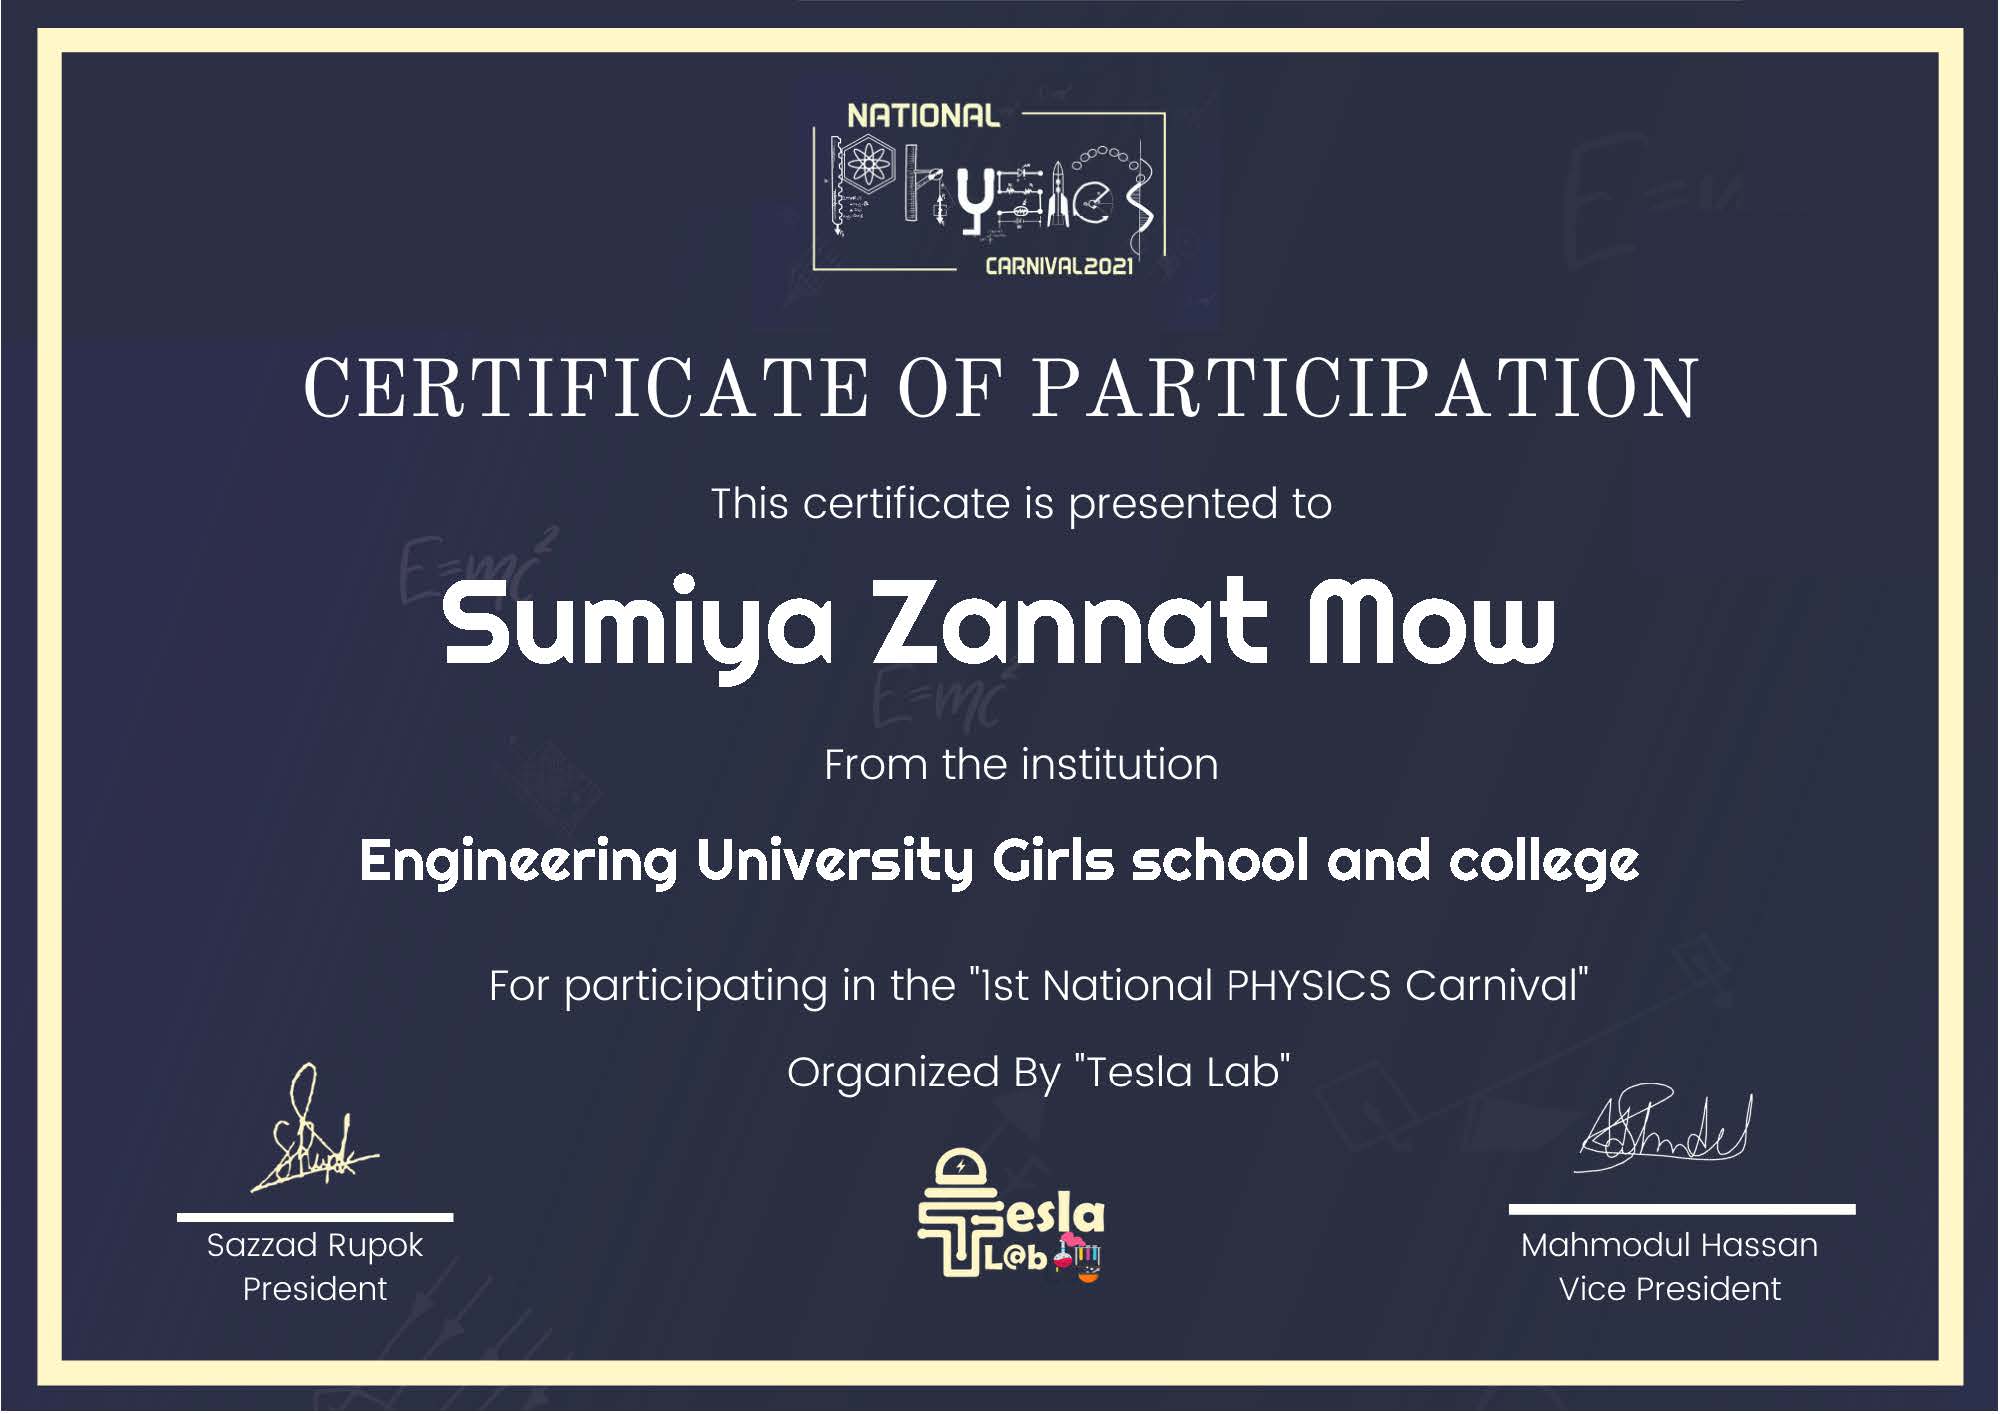 NATIONAL
Physics
CARNIVAL2021
E=m
CERTIFICATE OF PARTICIPATION
This certificate is presented to
E=mc²
Sumiya Zannat Mow
E=mc²
From the institution
Engineering University Girls school and college
For participating in the "1st National PHYSICS Carnival"
Organized By "Tesla Lab"
Tesla
L@b
Sazzad Rupok
President
Mahmodul Hassan
Vice President